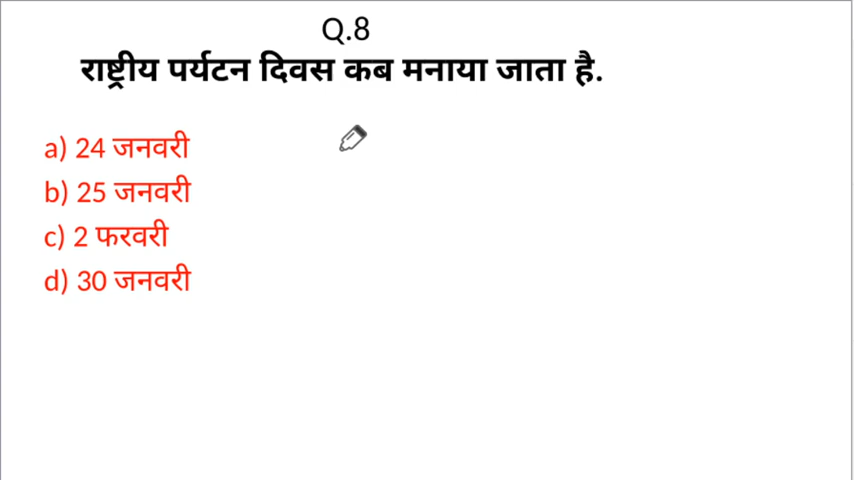 Q.8
राष्ट्रीय पर्यटन दिवस कब मनाया जाता है.
a) 24 जनवरी
b) 25 जनवरी
c) 2 फरवरी
d) 30 जनवरी